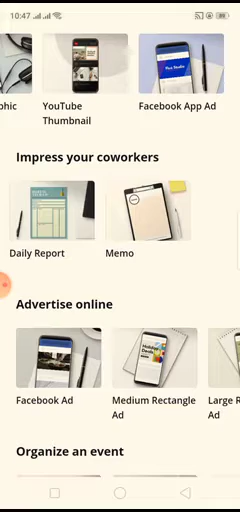 10:47
phic
YouTube
Thumbnail
Facebook App Ad
Impress your coworkers
Daily Report
Memo
Advertise online
Facebook Ad
Medium Rectangle
Ad
Large R
Ad
Organize an event